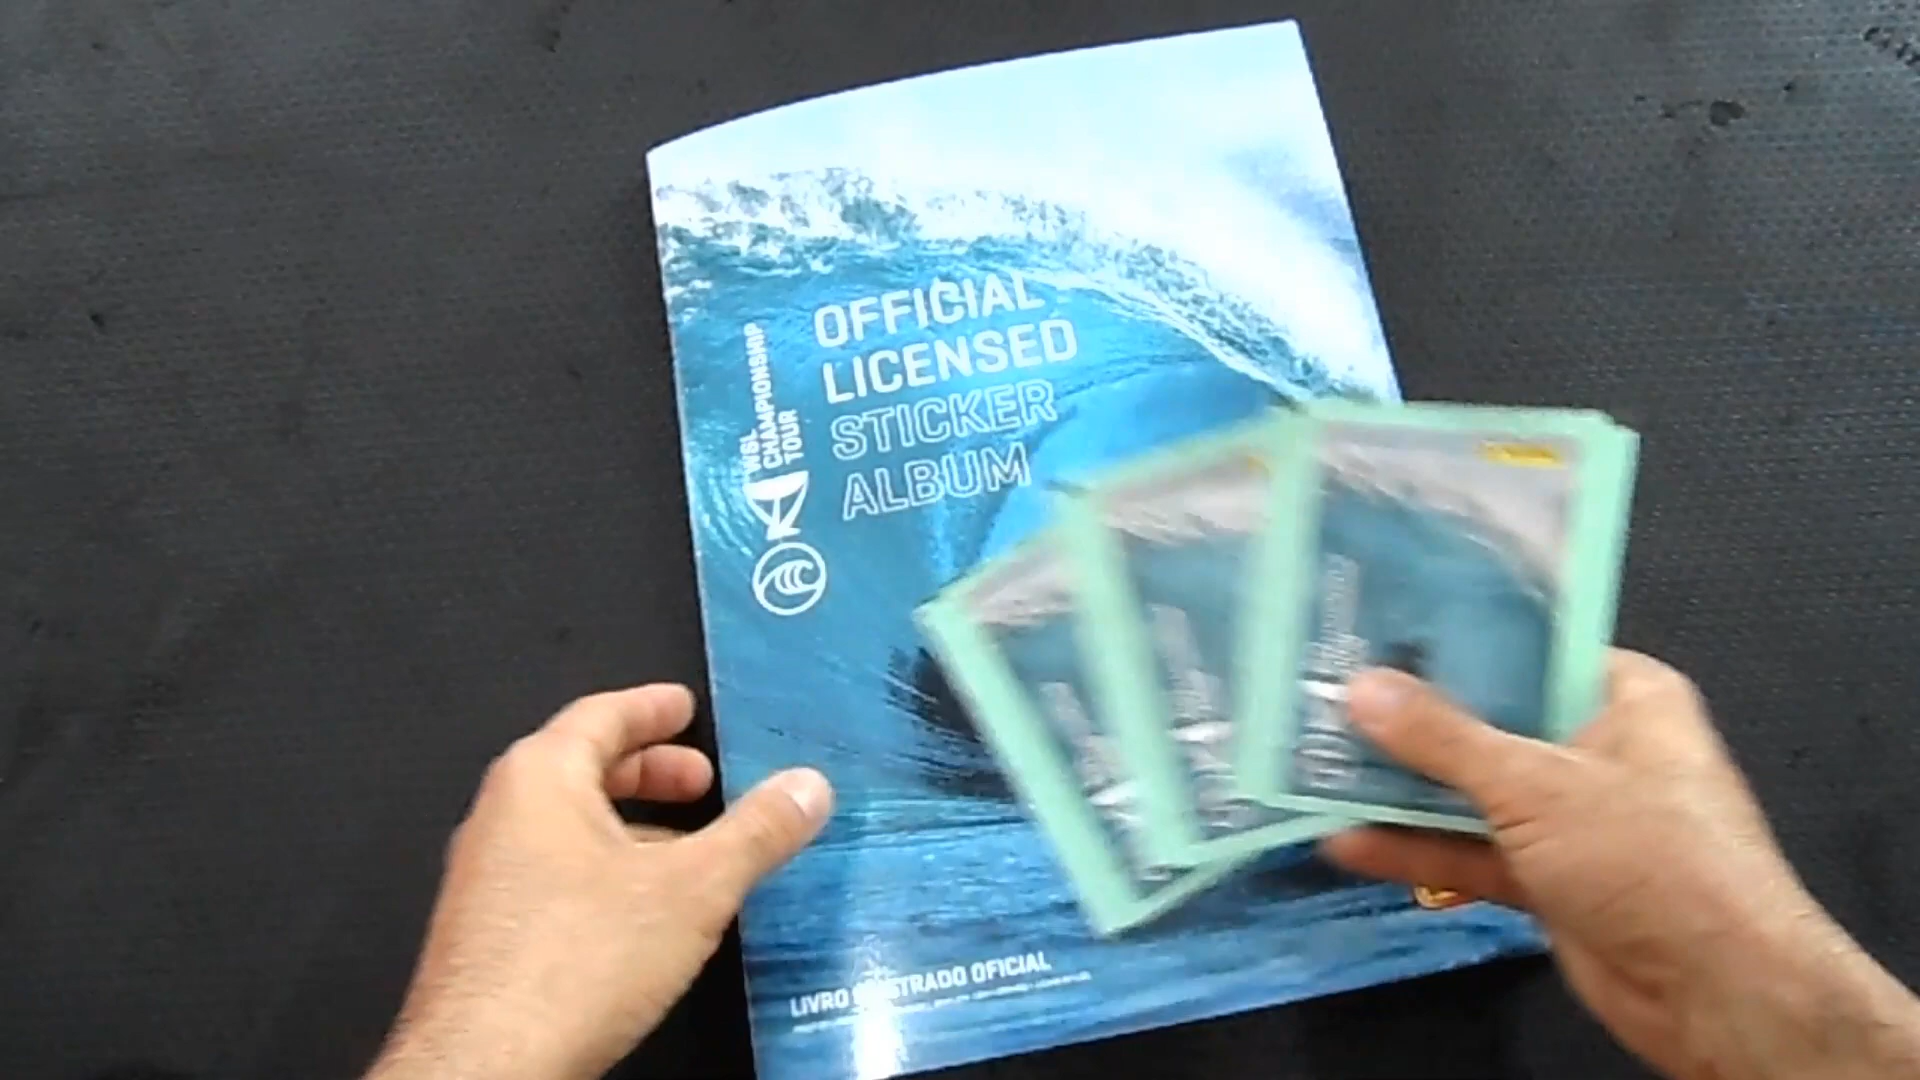 OFFICIAL
LICENSED
STICKER
ALBUM
WSL
CHAMPIONSHIP
TOUR
LIVRO ILUSTRADO OFICIAL